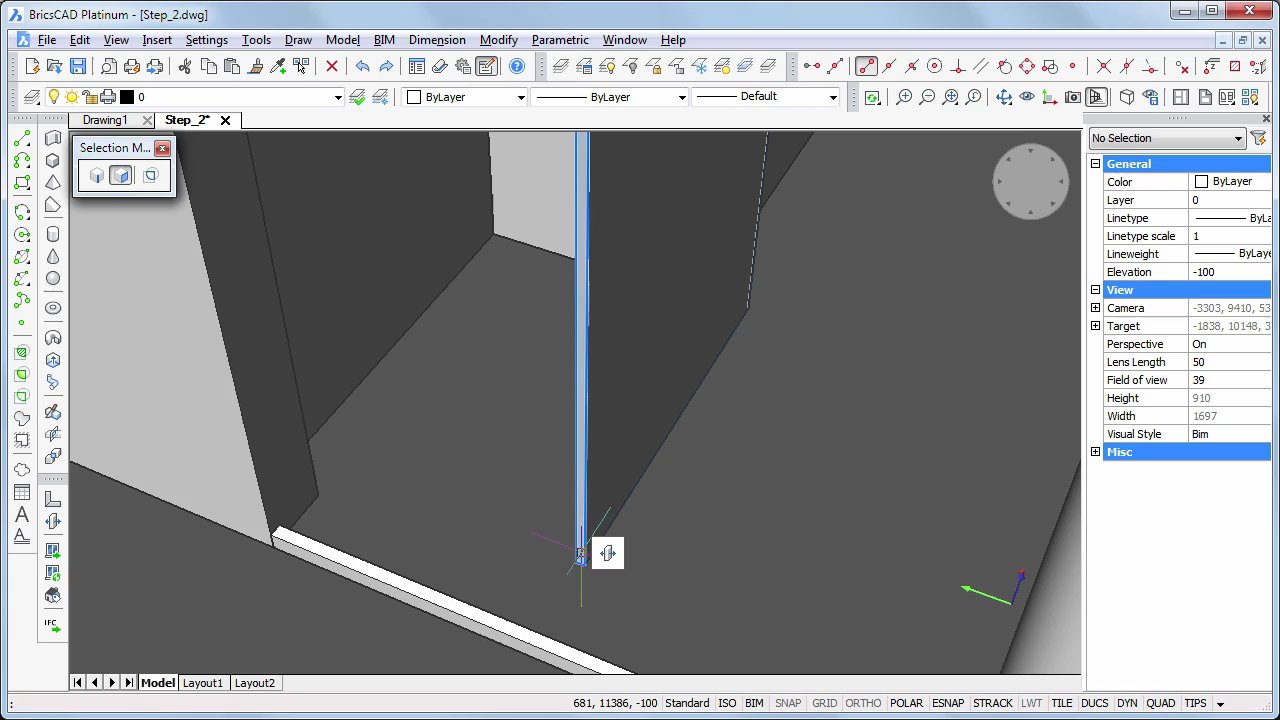 BricsCAD Platinum - [Step_2.dwg]
File Edit View Insert Settings Tools Draw Model BIM Dimension Modify Parametric Window Help
0 ByLayer ByLayer Default
Drawing1 Step_2*
Selection M...
No Selection
General
Color ByLayer
Layer 0
Linetype ByLa
Linetype scale 1
Lineweight ByLaye
Elevation -100
View
Camera -3303, 9410, 53
Target -1838, 10148, 3
Perspective On
Lens Length 50
Field of view 39
Height 910
Width 1697
Visual Style Bim
Misc
A
A
IFC
Model Layout1 Layout2
: 681, 11386, -100 Standard ISO BIM SNAP GRID ORTHO POLAR ESNAP STRACK LWT TILE DUCS DYN QUAD TIPS